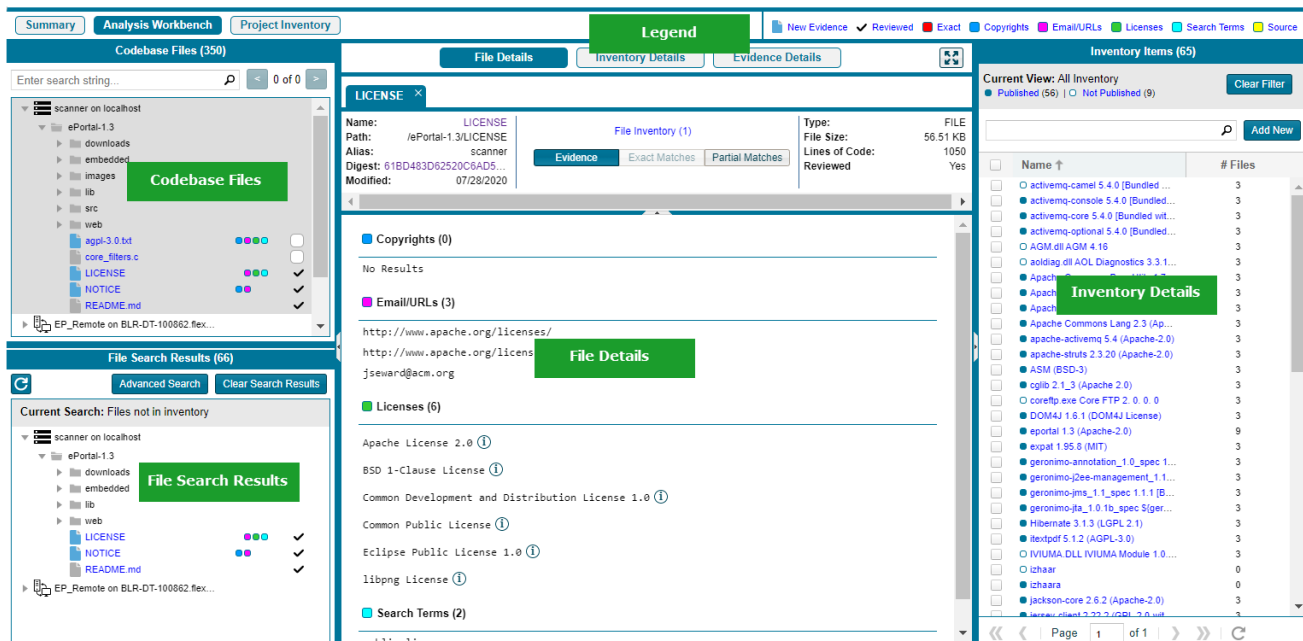 Summary
Analysis Workbench
Project Inventory
Legend
New Evidence
Reviewed
Exact
Copyrights
Email/URLs
Licenses
Search Terms
Source
Codebase Files (350)
Enter search string...
< 0 of 0 >
scanner on localhost
ePortal-1.3
downloads
embedded
images
lib
src
web
agpl-3.0.txt
core_filters.c
LICENSE
NOTICE
README.md
EP_Remote on BLR-DT-100862.flex...
Codebase Files
File Search Results (66)
Advanced Search
Clear Search Results
Current Search: Files not in inventory
scanner on localhost
ePortal-1.3
downloads
embedded
lib
web
LICENSE
NOTICE
README.md
EP_Remote on BLR-DT-100862.flex...
File Search Results
File Details
Inventory Details
Evidence Details
LICENSE ×
Name: LICENSE
Path: /ePortal-1.3/LICENSE
Alias: scanner
Digest: 61BD483D62520C6AD5...
Modified: 07/28/2020
File Inventory (1)
Evidence
Exact Matches
Partial Matches
Type: FILE
File Size: 56.51 KB
Lines of Code: 1050
Reviewed Yes
Copyrights (0)
No Results
Email/URLs (3)
http://www.apache.org/licenses/
http://www.apache.org/licens
jseward@acm.org
File Details
Licenses (6)
Apache License 2.0
BSD 1-Clause License
Common Development and Distribution License 1.0
Common Public License
Eclipse Public License 1.0
libpng License
Search Terms (2)
Inventory Items (65)
Current View: All Inventory
Published (56) | Not Published (9)
Clear Filter
Add New
Name ↑ # Files
activemq-camel 5.4.0 [Bundled ... 3
activemq-console 5.4.0 [Bundled... 3
activemq-core 5.4.0 [Bundled wit... 3
activemq-optional 5.4.0 [Bundled... 3
AGM.dll AGM 4.16 3
aoldiag.dll AOL Diagnostics 3.3.1... 3
Apache 3
Apach 3
Apach 3
Inventory Details
Apache Commons Lang 2.3 (Ap... 3
apache-activemq 5.4 (Apache-2.0) 3
apache-struts 2.3.20 (Apache-2.0) 3
ASM (BSD-3) 3
cglib 2.1_3 (Apache 2.0) 3
coreftp.exe Core FTP 2. 0. 0. 0 3
DOM4J 1.6.1 (DOM4J License) 3
eportal 1.3 (Apache-2.0) 9
expat 1.95.8 (MIT) 3
geronimo-annotation_1.0_spec 1... 3
geronimo-j2ee-management_1.1... 3
geronimo-jms_1.1_spec 1.1.1 [B... 3
geronimo-jta_1.0.1b_spec ${ger... 3
Hibernate 3.1.3 (LGPL 2.1) 3
itextpdf 5.1.2 (AGPL-3.0) 3
IVIUMA.DLL IVIUMA Module 1.0.... 3
izhaar 0
izhaara 0
jackson-core 2.6.2 (Apache-2.0) 3
jersey-client 2.22.2 (GPL-2.0 wit... 3
Page 1 of 1